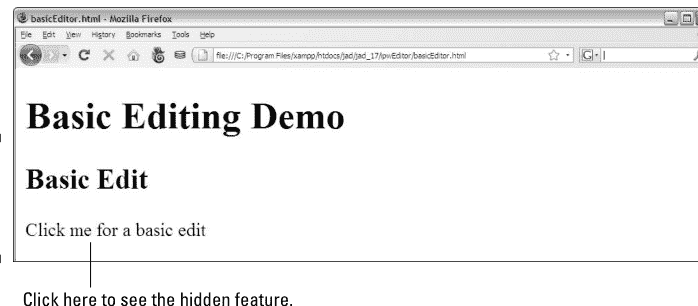 basicEditor.html - Mozilla Firefox
File Edit View History Bookmarks Tools Help
file:///C:/Program Files/xampp/htdocs/jad/jad_17/ipwEditor/basicEditor.html
G
Basic Editing Demo
Basic Edit
Click me for a basic edit
Click here to see the hidden feature.